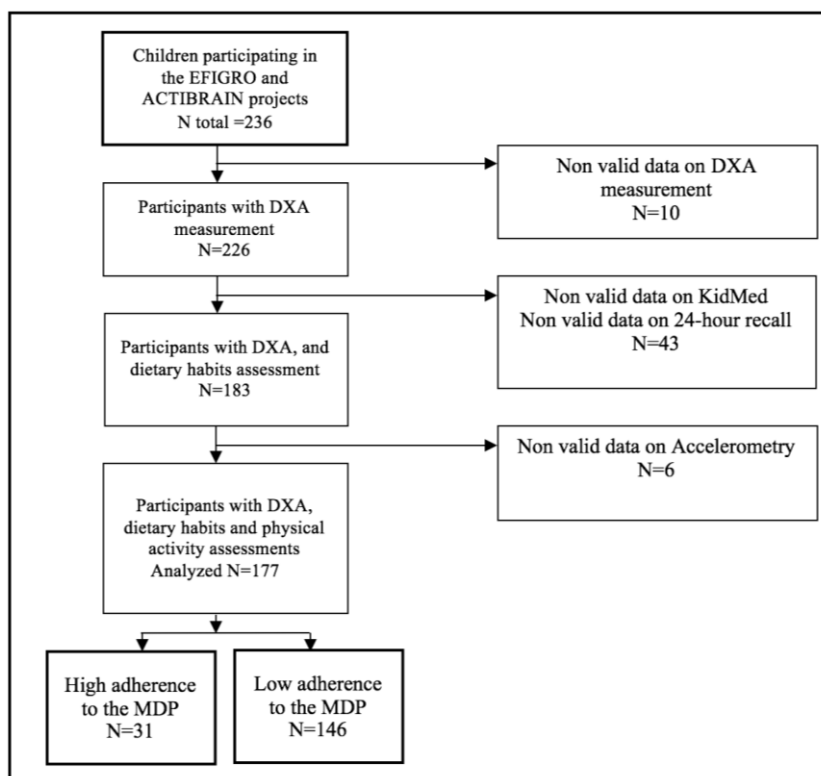 Children participating in
the EFIGRO and
ACTIBRAIN projects
N total =236
Non valid data on DXA
measurement
N=10
Participants with DXA
measurement
N=226
Non valid data on KidMed
Non valid data on 24-hour recall
N=43
Participants with DXA, and
dietary habits assessment
N=183
Non valid data on Accelerometry
N=6
Participants with DXA,
dietary habits and physical
activity assessments
Analyzed N=177
High adherence
to the MDP
N=31
Low adherence
to the MDP
N=146